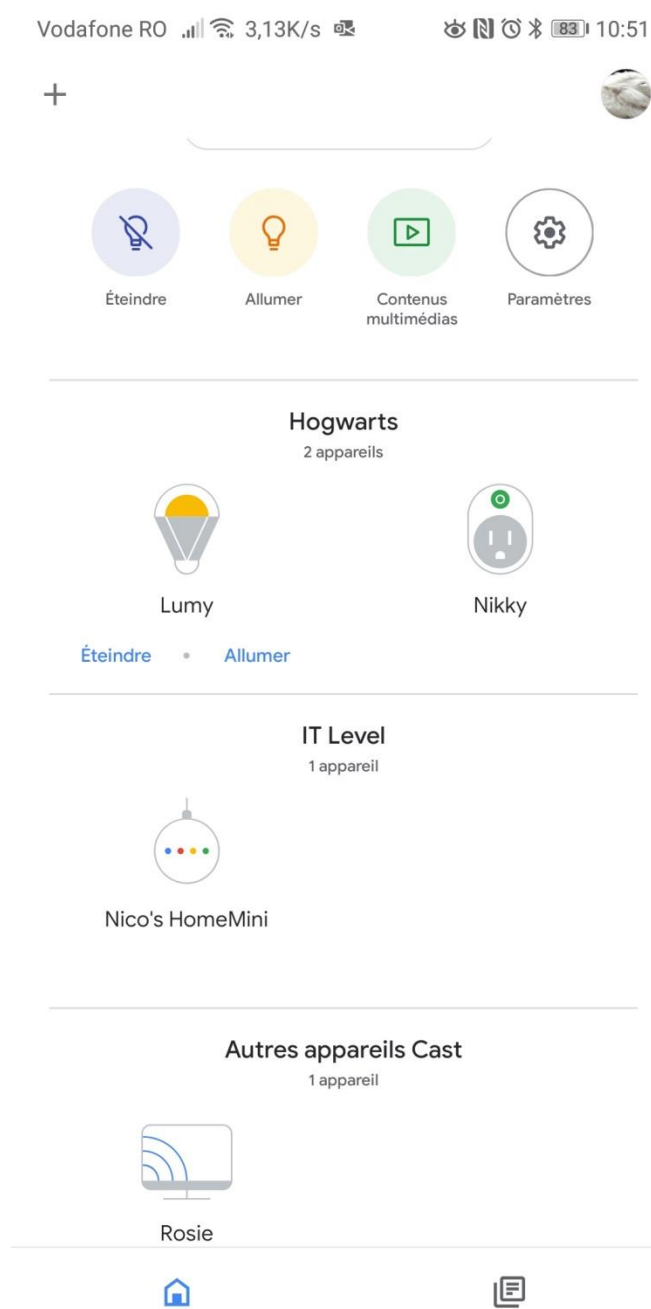 Vodafone RO 3,13K/s 83 10:51
Éteindre Allumer Contenus multimédias Paramètres
Hogwarts
2 appareils
Lumy Nikky
Éteindre • Allumer
IT Level
1 appareil
Nico's HomeMini
Autres appareils Cast
1 appareil
Rosie